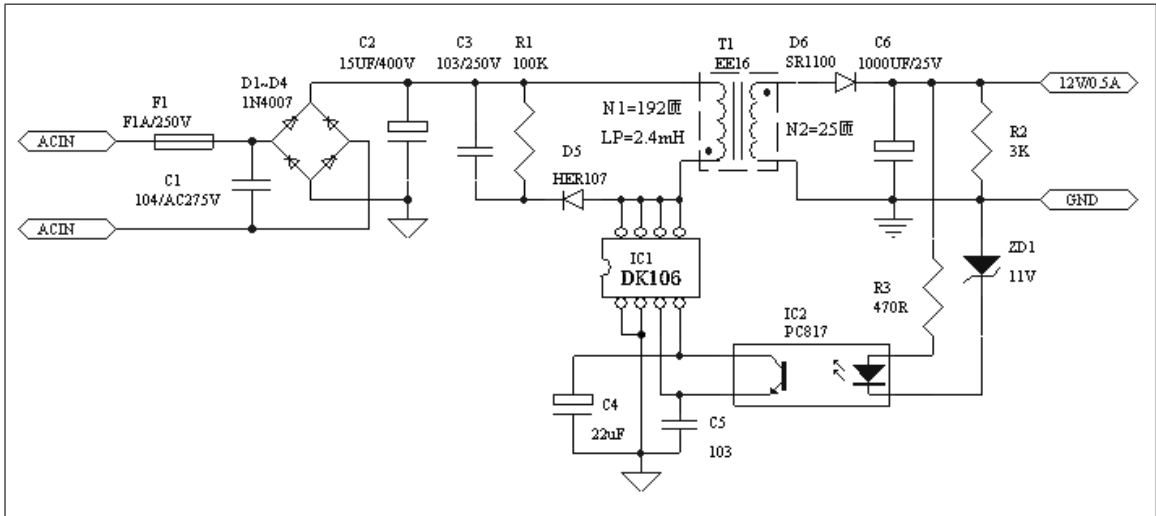 C2
15UF/400V
C3
103/250V
R1
100K
T1
EE16
D6
SR1100
C6
1000UF/25V
D1~D4
1N4007
F1
F1A/250V
ACIN
C1
104/AC275V
ACIN
N1=192匝
LP=2.4mH
N2=25匝
12V/0.5A
R2
3K
D5
HER107
GND
IC1
DK106
ZD1
11V
R3
470R
IC2
PC817
C4
22uF
C5
103